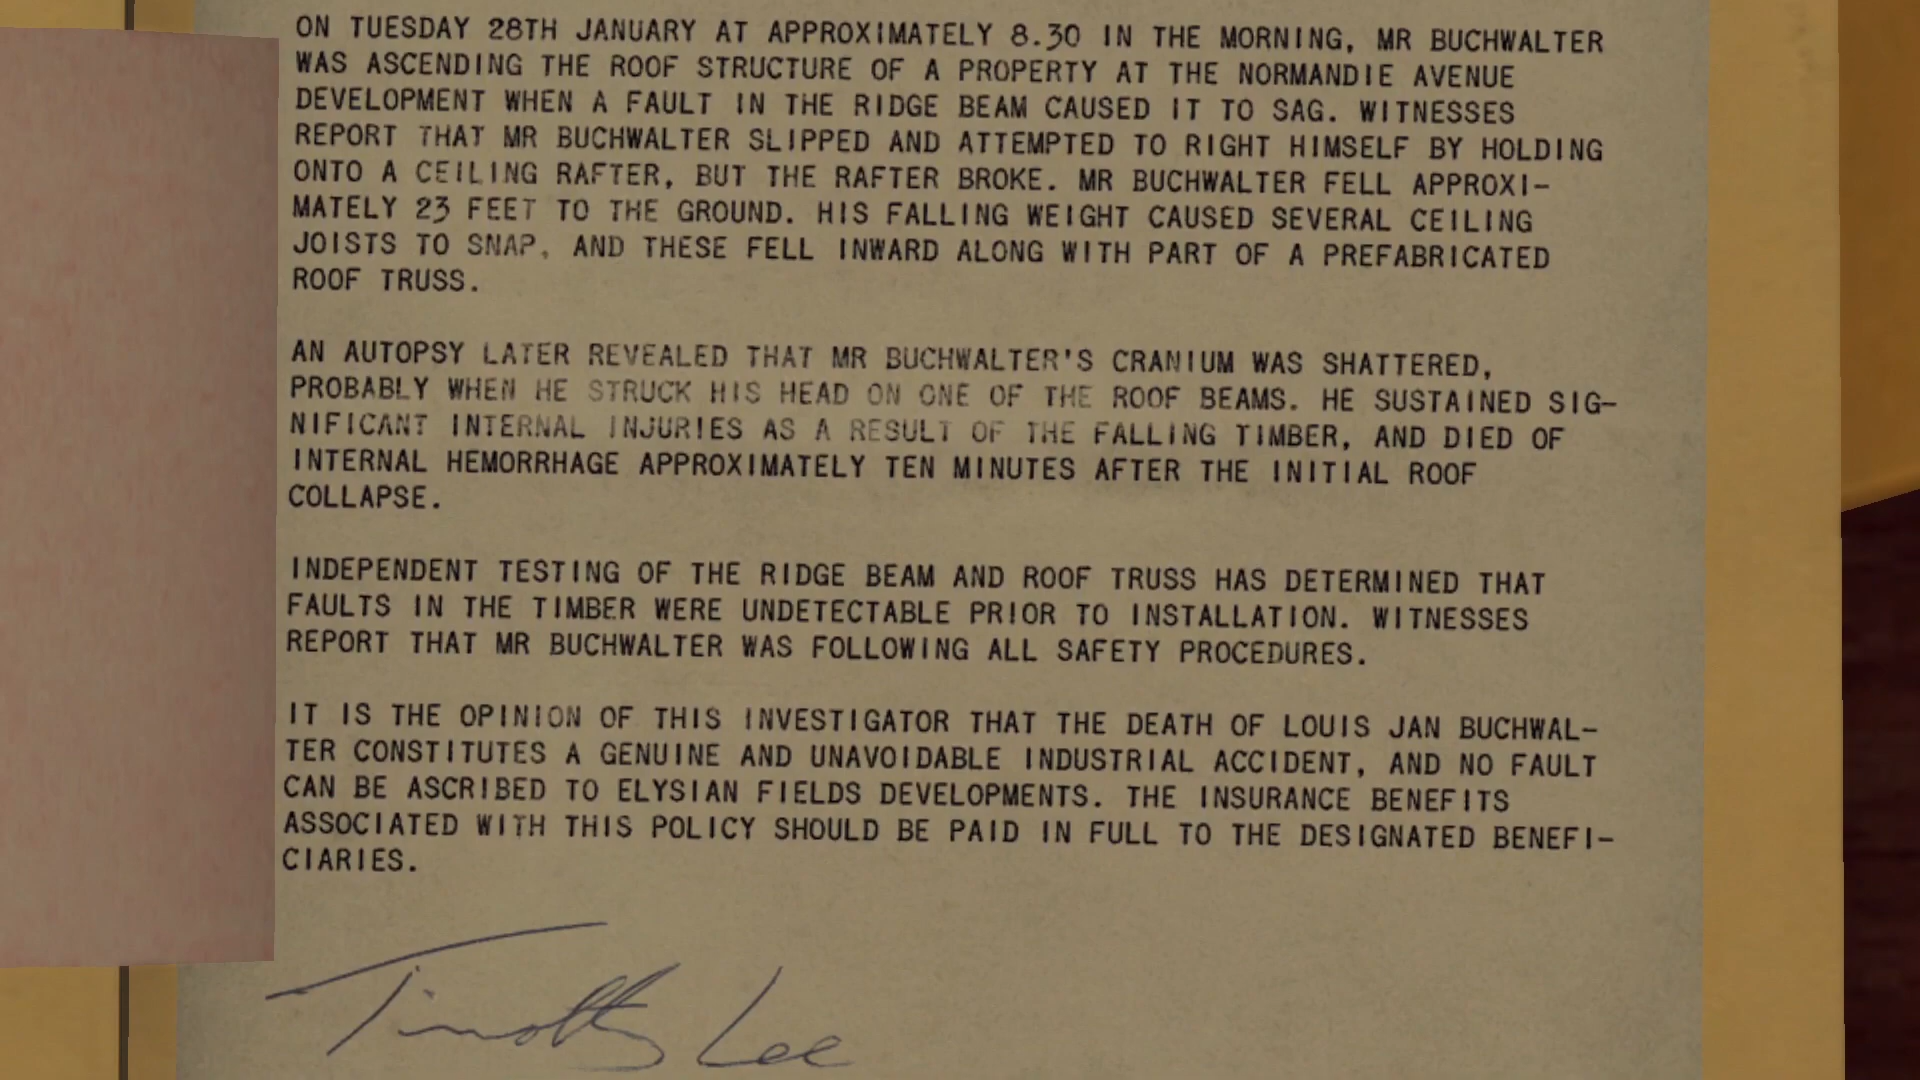 ON TUESDAY 28TH JANUARY AT APPROXIMATELY 8.30 IN THE MORNING, MR BUCHWALTER
WAS ASCENDING THE ROOF STRUCTURE OF A PROPERTY AT THE NORMANDIE AVENUE
DEVELOPMENT WHEN A FAULT IN THE RIDGE BEAM CAUSED IT TO SAG. WITNESSES
REPORT THAT MR BUCHWALTER SLIPPED AND ATTEMPTED TO RIGHT HIMSELF BY HOLDING
ONTO A CEILING RAFTER, BUT THE RAFTER BROKE. MR BUCHWALTER FELL APPROXI-
MATELY 23 FEET TO THE GROUND. HIS FALLING WEIGHT CAUSED SEVERAL CEILING
JOISTS TO SNAP, AND THESE FELL INWARD ALONG WITH PART OF A PREFABRICATED
ROOF TRUSS.
AN AUTOPSY LATER REVEALED THAT MR BUCHWALTER'S CRANIUM WAS SHATTERED,
PROBABLY WHEN HE STRUCK HIS HEAD ON ONE OF THE ROOF BEAMS. HE SUSTAINED SIG-
NIFICANT INTERNAL INJURIES AS A RESULT OF THE FALLING TIMBER, AND DIED OF
INTERNAL HEMORRHAGE APPROXIMATELY TEN MINUTES AFTER THE INITIAL ROOF
COLLAPSE.
INDEPENDENT TESTING OF THE RIDGE BEAM AND ROOF TRUSS HAS DETERMINED THAT
FAULTS IN THE TIMBER WERE UNDETECTABLE PRIOR TO INSTALLATION. WITNESSES
REPORT THAT MR BUCHWALTER WAS FOLLOWING ALL SAFETY PROCEDURES.
IT IS THE OPINION OF THIS INVESTIGATOR THAT THE DEATH OF LOUIS JAN BUCHWAL-
TER CONSTITUTES A GENUINE AND UNAVOIDABLE INDUSTRIAL ACCIDENT, AND NO FAULT
CAN BE ASCRIBED TO ELYSIAN FIELDS DEVELOPMENTS. THE INSURANCE BENEFITS
ASSOCIATED WITH THIS POLICY SHOULD BE PAID IN FULL TO THE DESIGNATED BENEFI-
CIARIES.
Timothy Lee